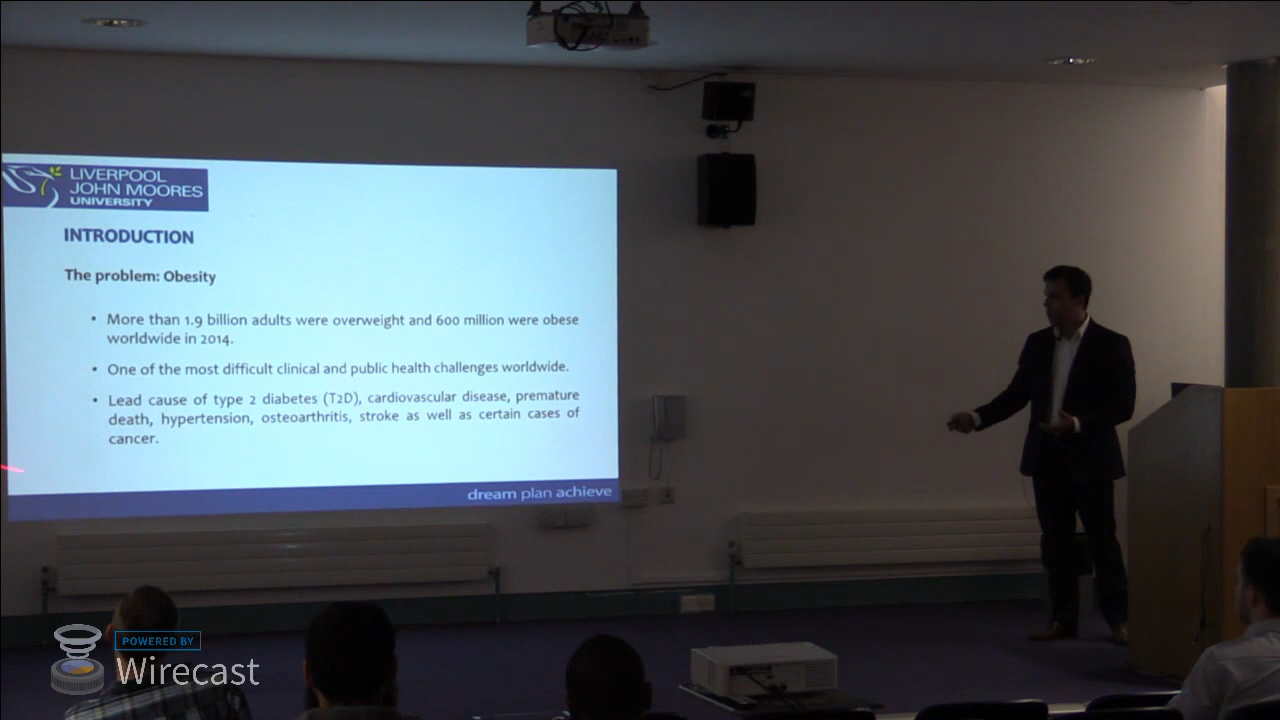 LIVERPOOL
JOHN MOORES
UNIVERSITY
INTRODUCTION
The problem: Obesity
• More than 1.9 billion adults were overweight and 600 million were obese
worldwide in 2014.
• One of the most difficult clinical and public health challenges worldwide.
• Lead cause of type 2 diabetes (T2D), cardiovascular disease, premature
death, hypertension, osteoarthritis, stroke as well as certain cases of
cancer.
dream plan achieve
POWERED BY
Wirecast